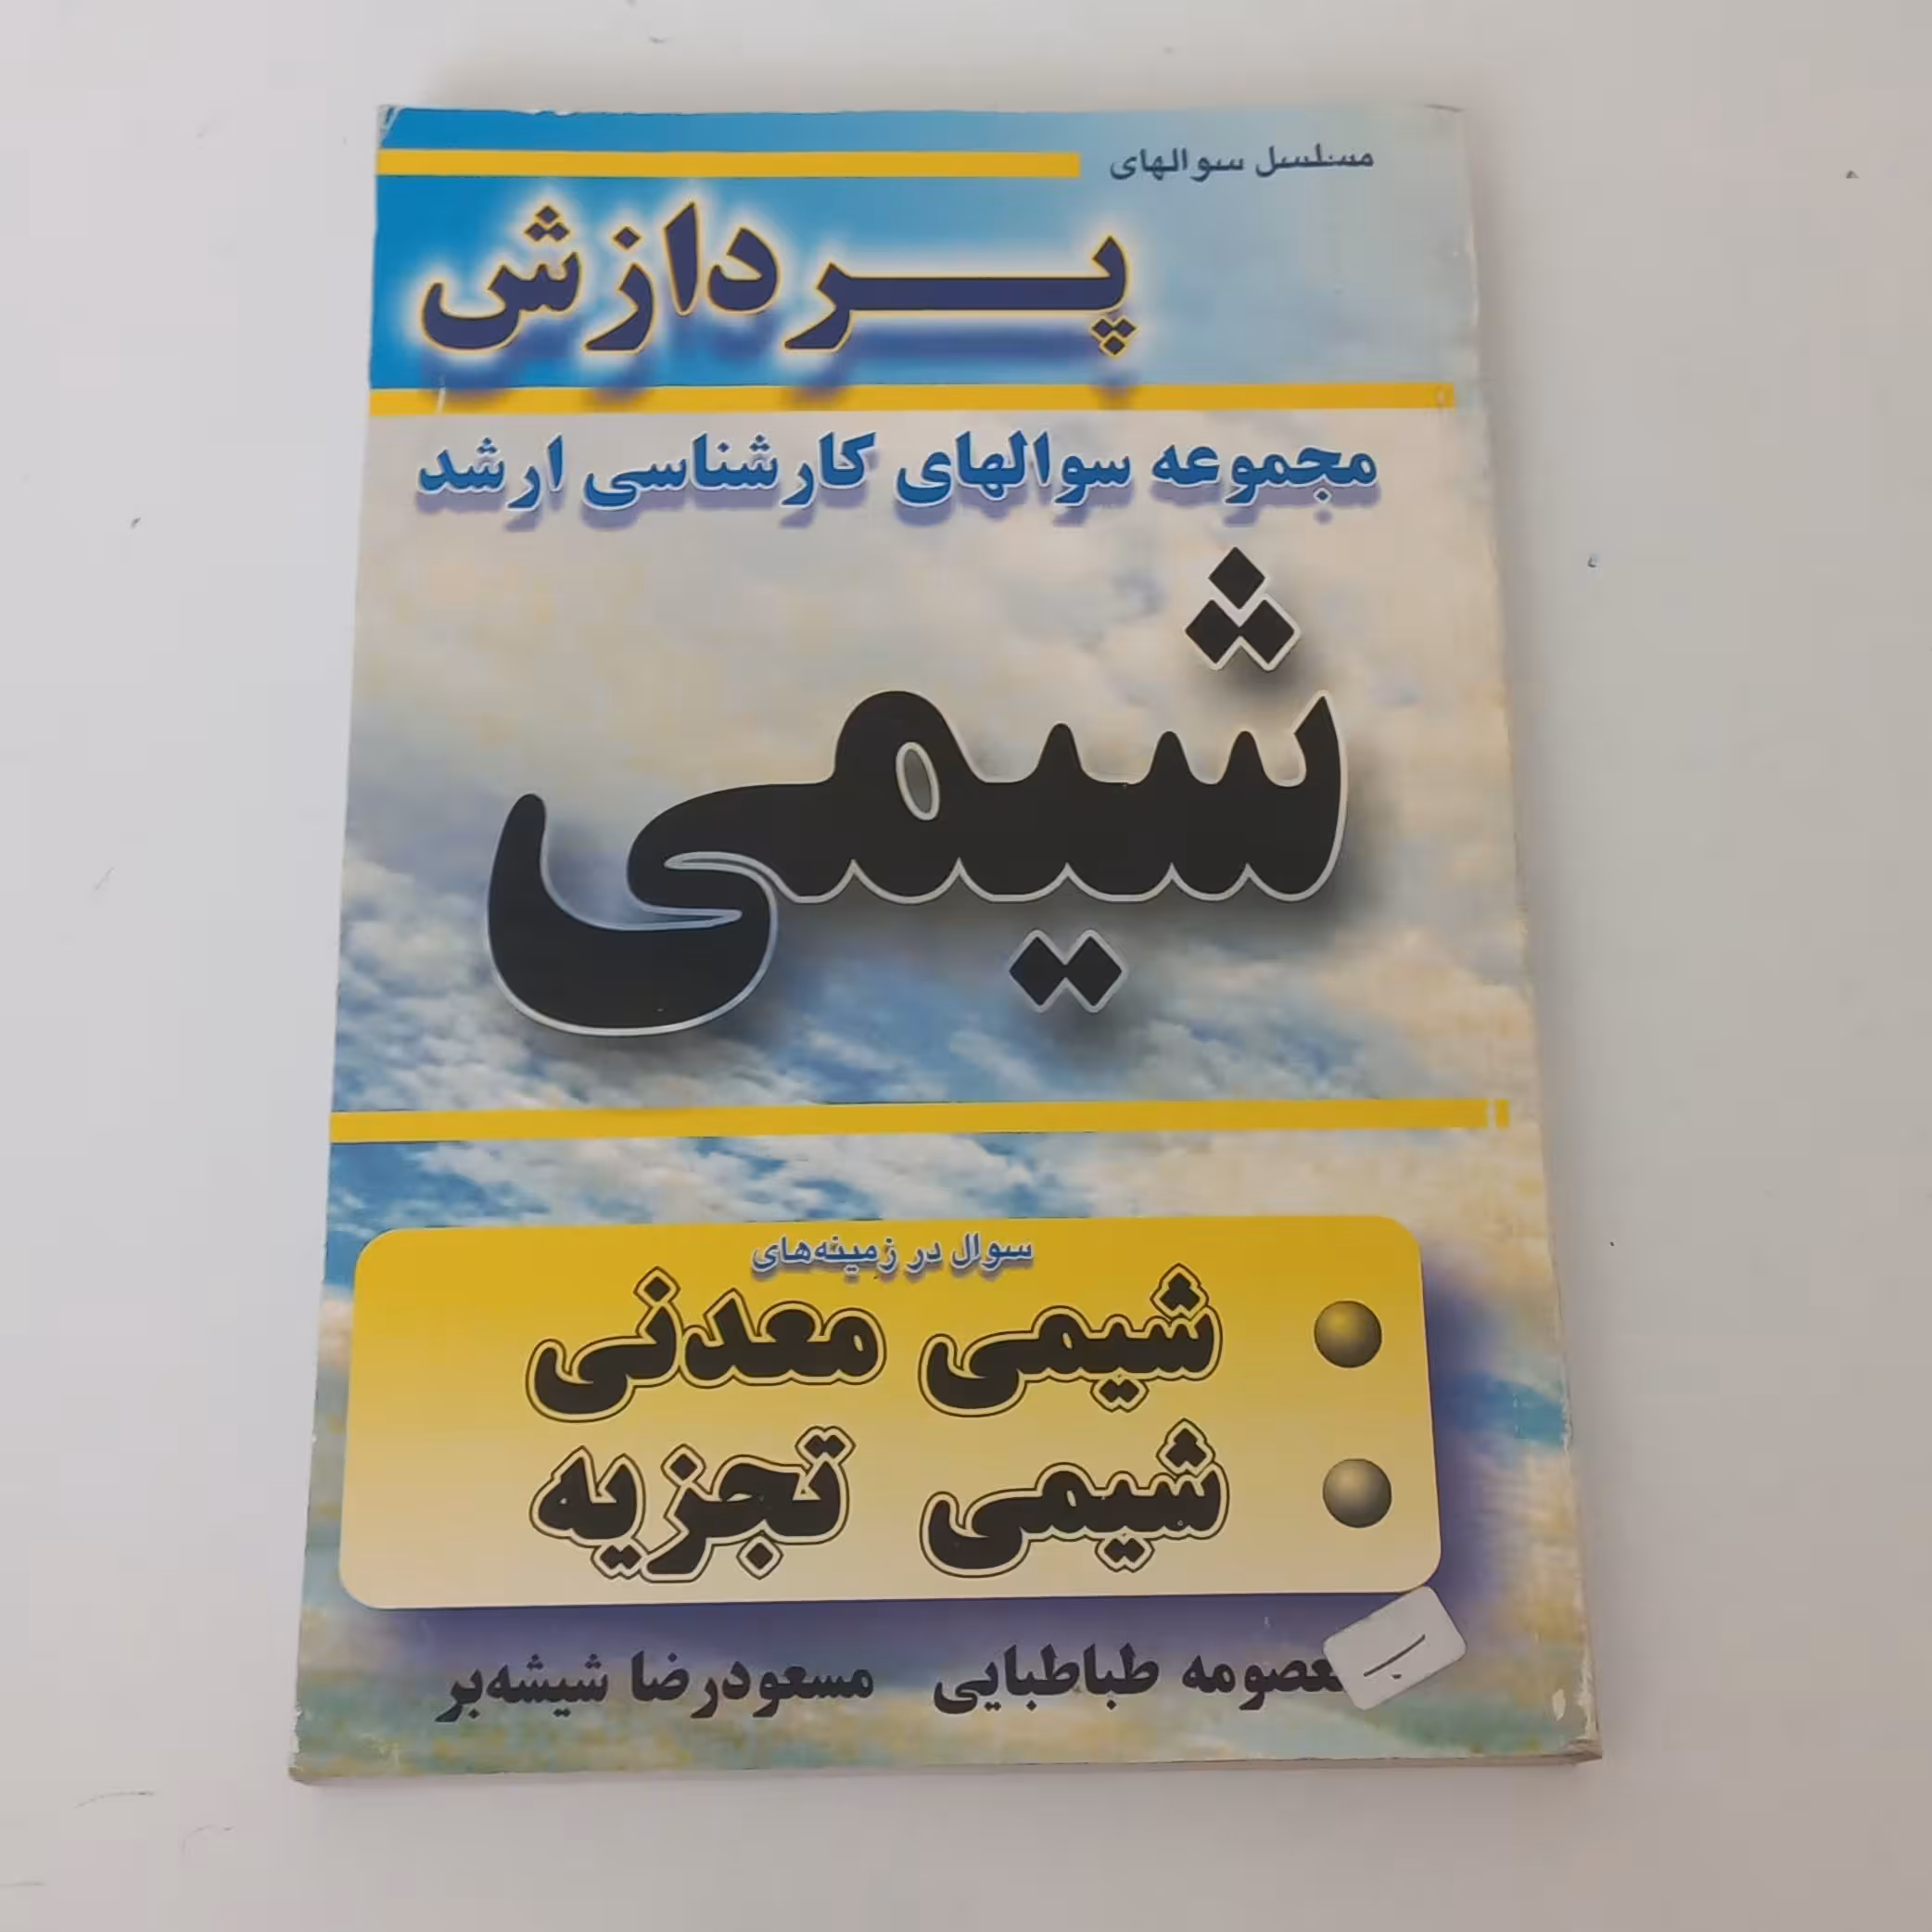 مسلسل سوالهای
پردازش
مجموعه سوالهای کارشناسی ارشد
شیمی
سوال در زمینه‌های
شیمی معدنی
شیمی تجزیه
طباطبایی مسعودرضا شیشه‌بر